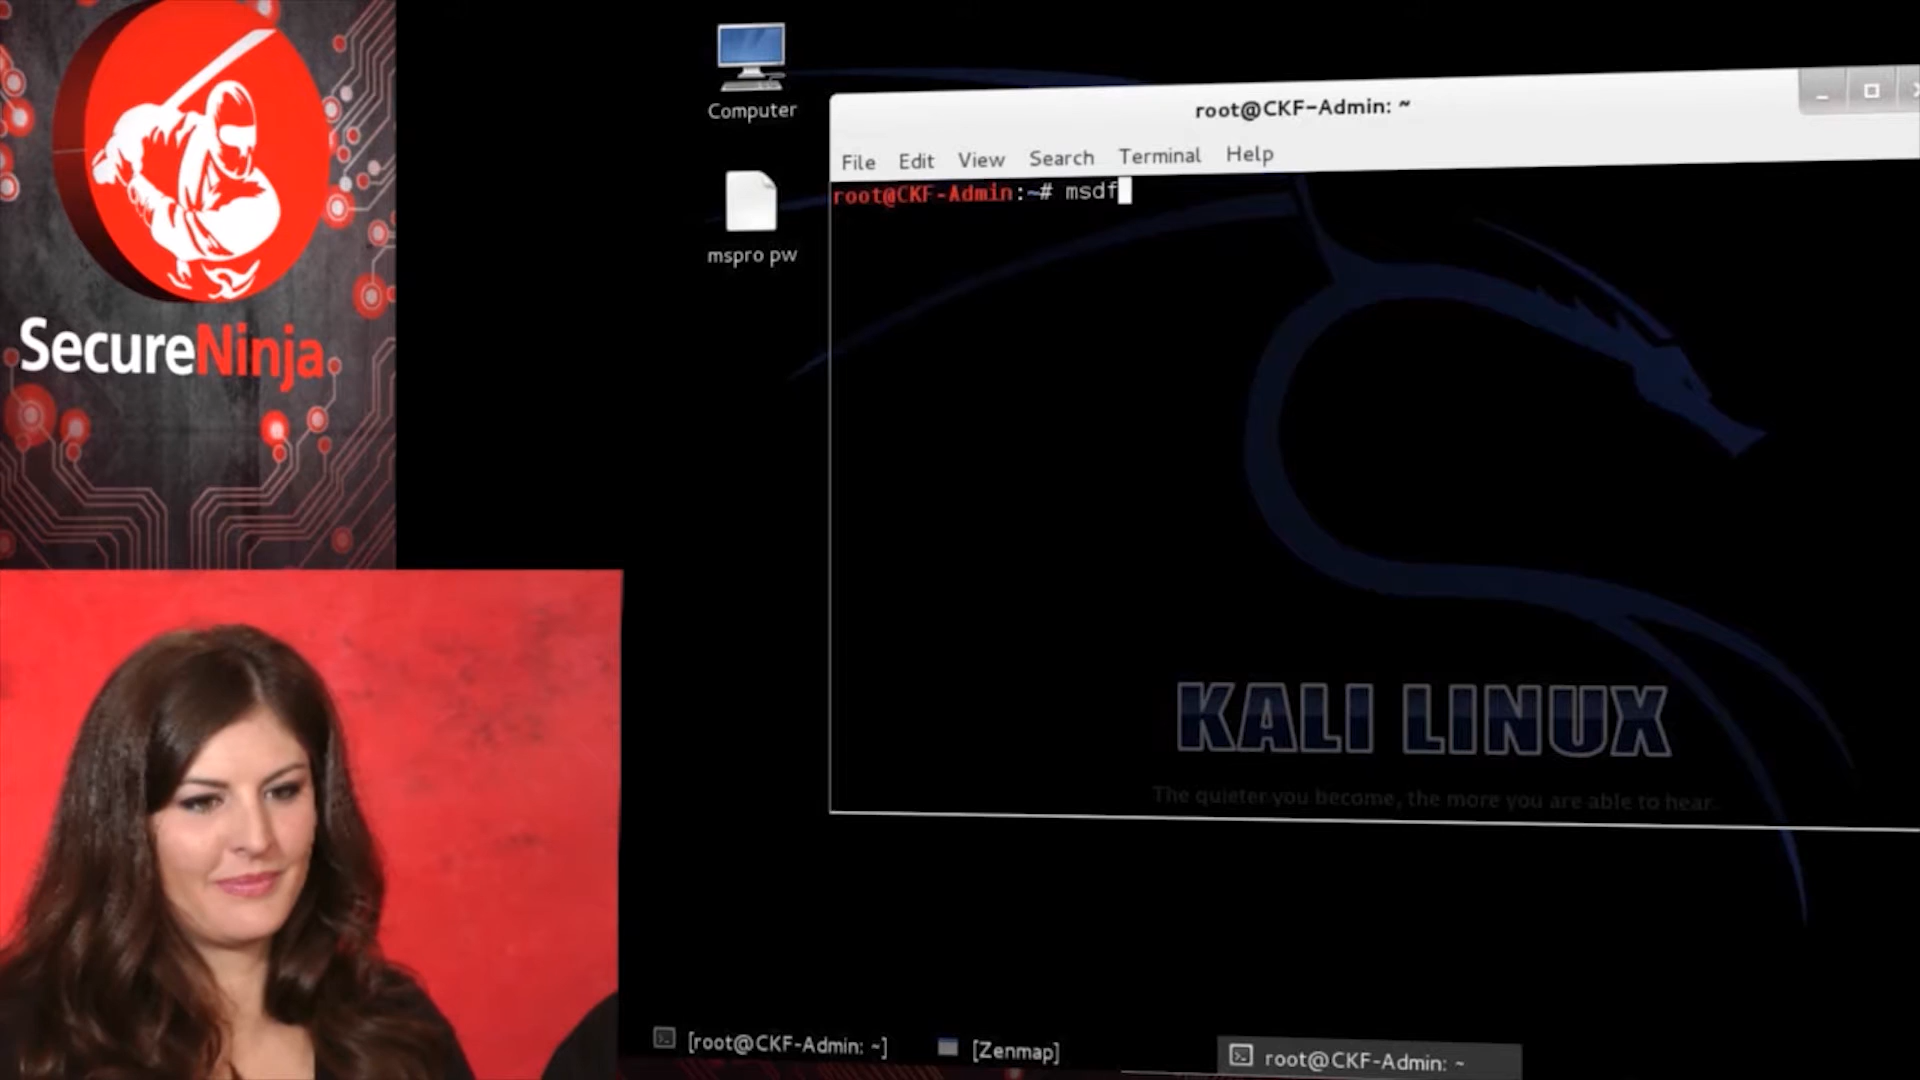 SecureNinja
Computer
mspro pw
root@CKF-Admin: ~
File Edit View Search Terminal Help
root@CKF-Admin:~# msdf
KALI LINUX
The quieter you become, the more you are able to hear.
[root@CKF-Admin: ~]
[Zenmap]
root@CKF-Admin: ~